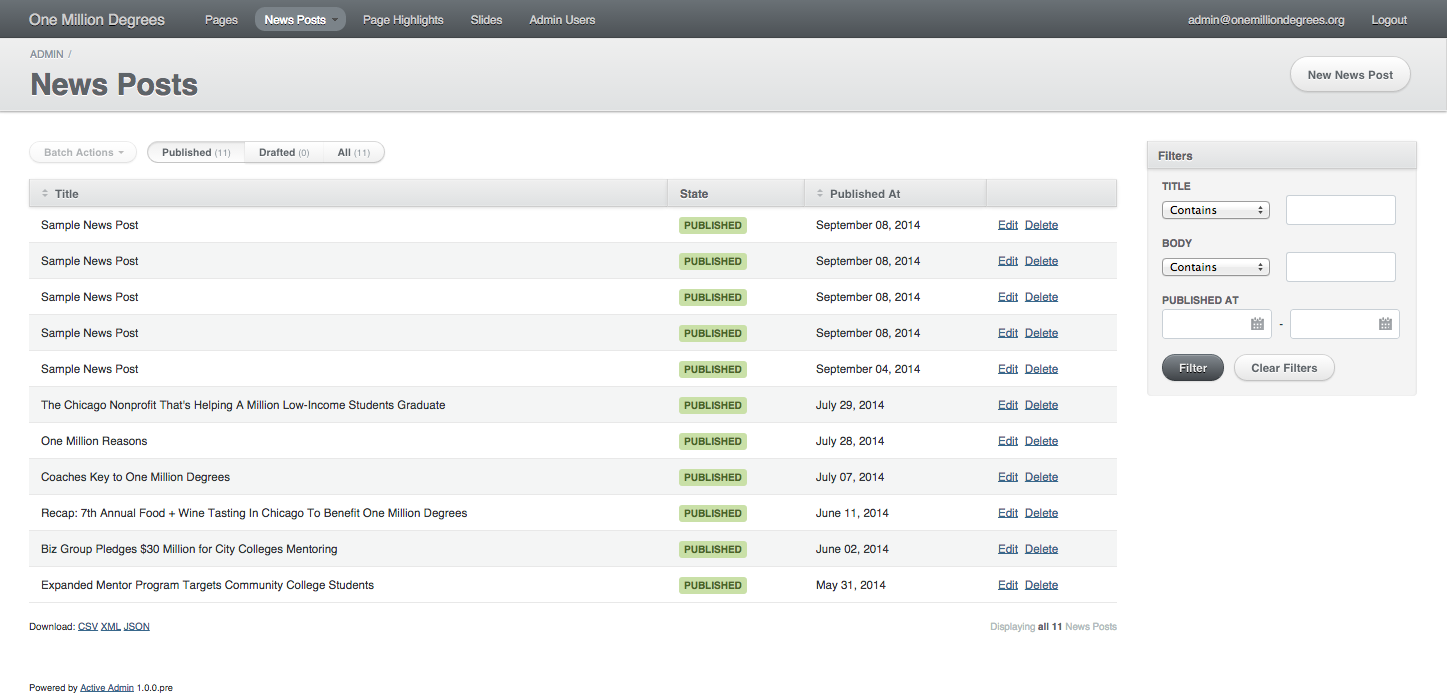 One Million Degrees Pages News Posts Page Highlights Slides Admin Users admin@onemilliondegrees.org Logout
ADMIN /
News Posts
New News Post
Batch Actions Published (11) Drafted (0) All (11)
Title State Published At
Sample News Post PUBLISHED September 08, 2014 Edit Delete
Sample News Post PUBLISHED September 08, 2014 Edit Delete
Sample News Post PUBLISHED September 08, 2014 Edit Delete
Sample News Post PUBLISHED September 08, 2014 Edit Delete
Sample News Post PUBLISHED September 04, 2014 Edit Delete
The Chicago Nonprofit That's Helping A Million Low-Income Students Graduate PUBLISHED July 29, 2014 Edit Delete
One Million Reasons PUBLISHED July 28, 2014 Edit Delete
Coaches Key to One Million Degrees PUBLISHED July 07, 2014 Edit Delete
Recap: 7th Annual Food + Wine Tasting In Chicago To Benefit One Million Degrees PUBLISHED June 11, 2014 Edit Delete
Biz Group Pledges $30 Million for City Colleges Mentoring PUBLISHED June 02, 2014 Edit Delete
Expanded Mentor Program Targets Community College Students PUBLISHED May 31, 2014 Edit Delete
Download: CSV XML JSON Displaying all 11 News Posts
Filters
TITLE
Contains
BODY
Contains
PUBLISHED AT
-
Filter Clear Filters
Powered by Active Admin 1.0.0.pre